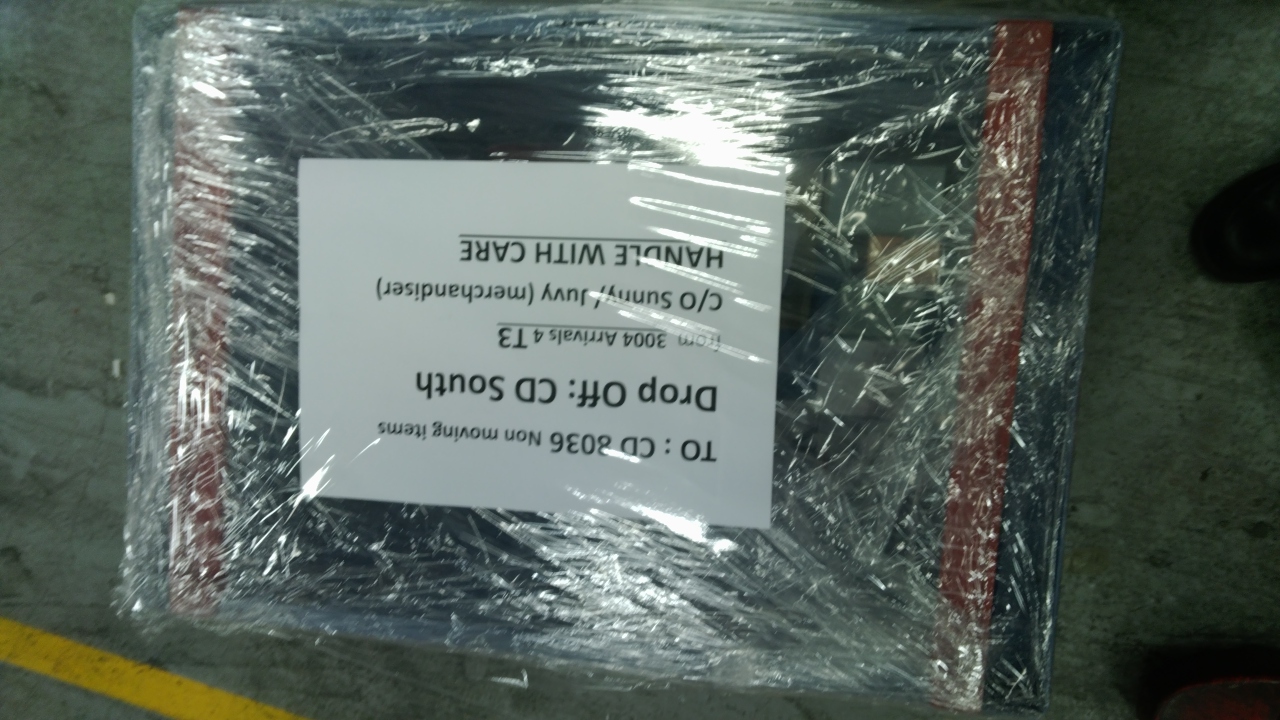 TO : CD 8036 Non moving items
Drop Off: CD South
from 3004 Arrivals 4 T3
C/O Sunny/ Juvy (merchandiser)
HANDLE WITH CARE